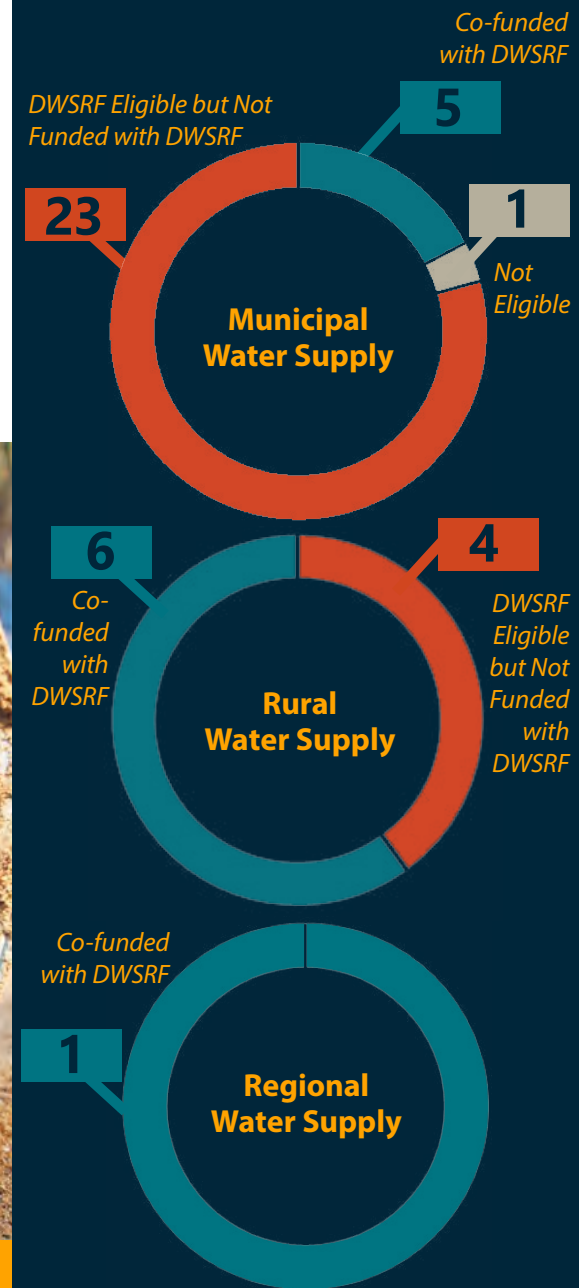 Co-funded
with DWSRF
5
DWSRF Eligible but Not
Funded with DWSRF
23
1
Not
Eligible
Municipal
Water Supply
6
Co-
funded
with
DWSRF
4
DWSRF
Eligible
but Not
Funded
with
DWSRF
Rural
Water Supply
Co-funded
with DWSRF
1
Regional
Water Supply